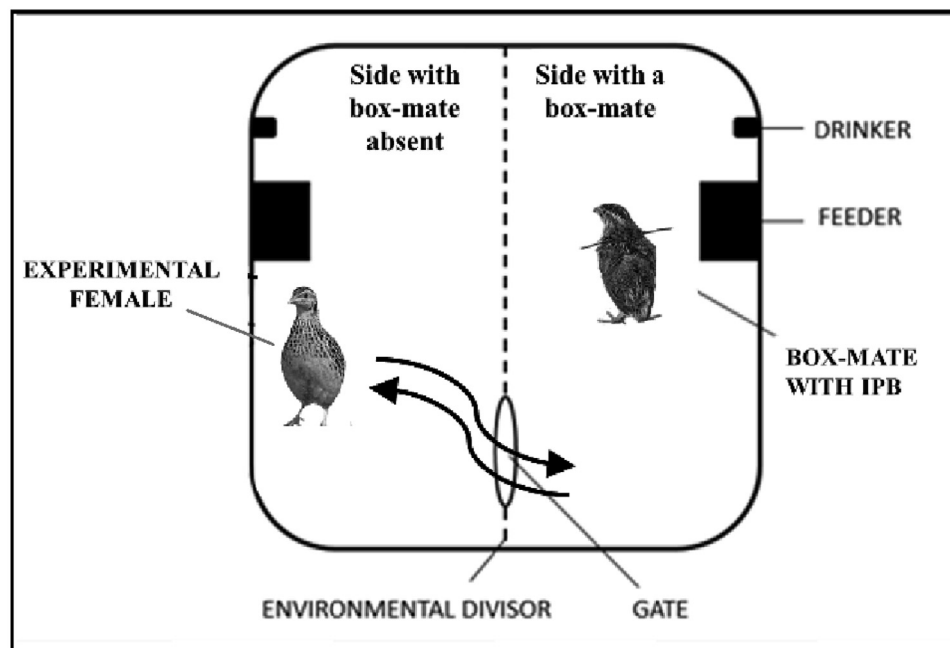 Side with
box-mate
absent
Side with a
box-mate
DRINKER
FEEDER
EXPERIMENTAL
FEMALE
BOX-MATE
WITH IPB
ENVIRONMENTAL DIVISOR
GATE